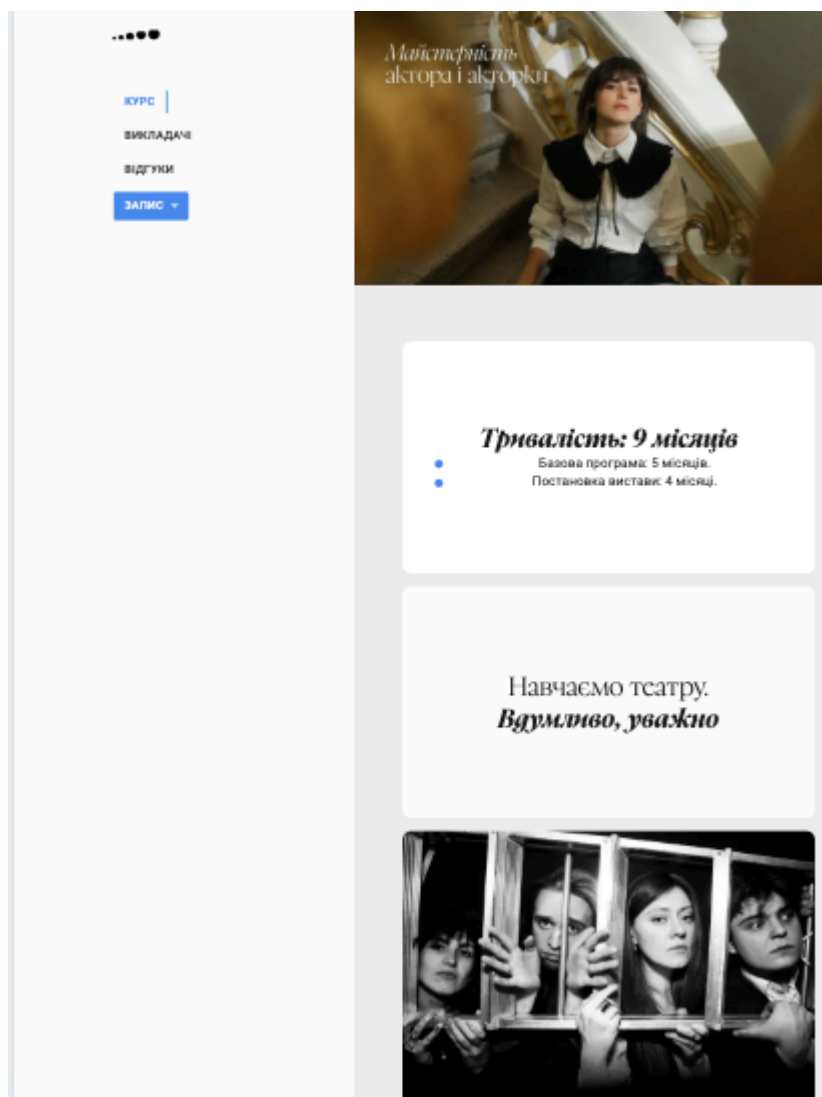 КУРС
ВИКЛАДАЧІ
ВІДГУКИ
ЗАПИС
Майстерність
актора і акторки
Тривалість: 9 місяців
Базова програма: 5 місяців.
Постановка вистави: 4 місяці.
Навчаємо театру.
Вдумливо, уважно